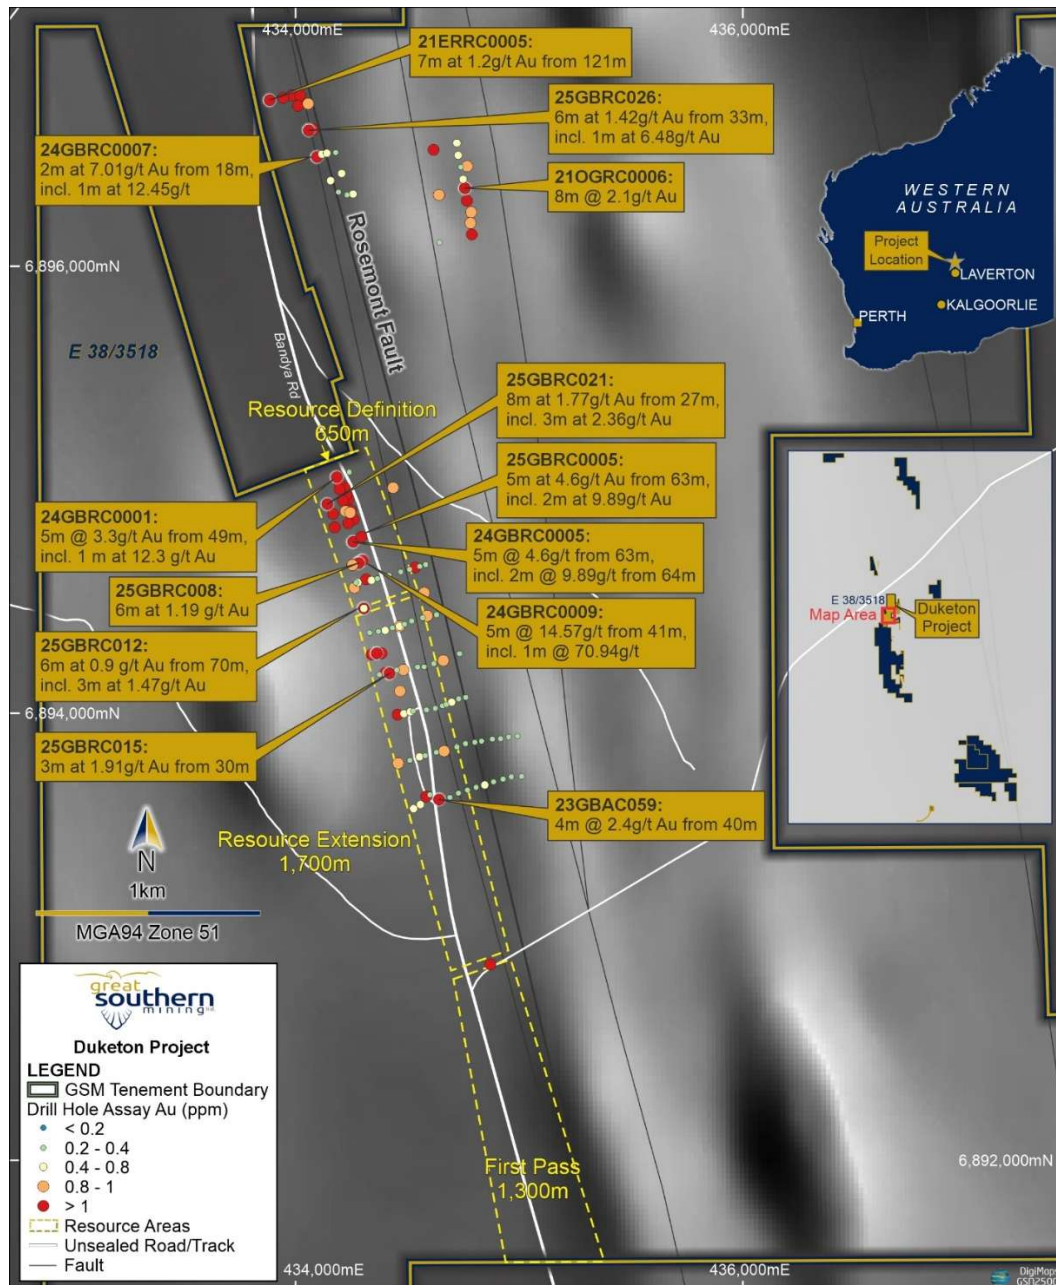 434,000mE
436,000mE
21ERRC0005:
7m at 1.2g/t Au from 121m
25GBRC026:
6m at 1.42g/t Au from 33m,
incl. 1m at 6.48g/t Au
24GBRC0007:
2m at 7.01g/t Au from 18m,
incl. 1m at 12.45g/t
21OGRC0006:
8m @ 2.1g/t Au
WESTERN
AUSTRALIA
Project
Location
LAVERTON
KALGOORLIE
PERTH
Rosemont Fault
6,896,000mN
E 38/3518
Bandya Rd
Resource Definition
650m
25GBRC021:
8m at 1.77g/t Au from 27m,
incl. 3m at 2.36g/t Au
25GBRC0005:
5m at 4.6g/t Au from 63m,
incl. 2m at 9.89g/t Au
24GBRC0001:
5m @ 3.3g/t Au from 49m,
incl. 1 m at 12.3 g/t Au
24GBRC0005:
5m @ 4.6g/t from 63m,
incl. 2m @ 9.89g/t from 64m
25GBRC008:
6m at 1.19 g/t Au
24GBRC0009:
5m @ 14.57g/t from 41m,
incl. 1m @ 70.94g/t
25GBRC012:
6m at 0.9 g/t Au from 70m,
incl. 3m at 1.47g/t Au
E 38/3518
Map Area
Duketon
Project
6,894,000mN
25GBRC015:
3m at 1.91g/t Au from 30m
23GBAC059:
4m @ 2.4g/t Au from 40m
Resource Extension
1,700m
N
1km
MGA94 Zone 51
great
southern
mining
Duketon Project
LEGEND
GSM Tenement Boundary
Drill Hole Assay Au (ppm)
< 0.2
0.2 - 0.4
0.4 - 0.8
0.8 - 1
> 1
Resource Areas
Unsealed Road/Track
Fault
First Pass
1,300m
6,892,000mN
434,000mE
436,000mE
DigiMaps